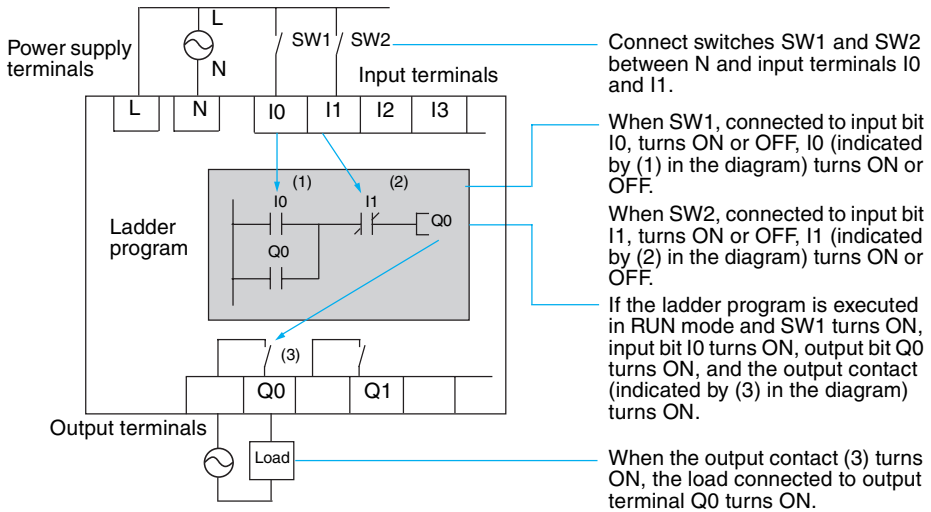 L
N
SW1
SW2
Power supply
terminals
Input terminals
L
N
I0
I1
I2
I3
(1)
(2)
I0
I1
Q0
Q0
Ladder
program
(3)
Q0
Q1
Output terminals
Load
Connect switches SW1 and SW2
between N and input terminals I0
and I1.
When SW1, connected to input bit
I0, turns ON or OFF, I0 (indicated
by (1) in the diagram) turns ON or
OFF.
When SW2, connected to input bit
I1, turns ON or OFF, I1 (indicated
by (2) in the diagram) turns ON or
OFF.
If the ladder program is executed
in RUN mode and SW1 turns ON,
input bit I0 turns ON, output bit Q0
turns ON, and the output contact
(indicated by (3) in the diagram)
turns ON.
When the output contact (3) turns
ON, the load connected to output
terminal Q0 turns ON.